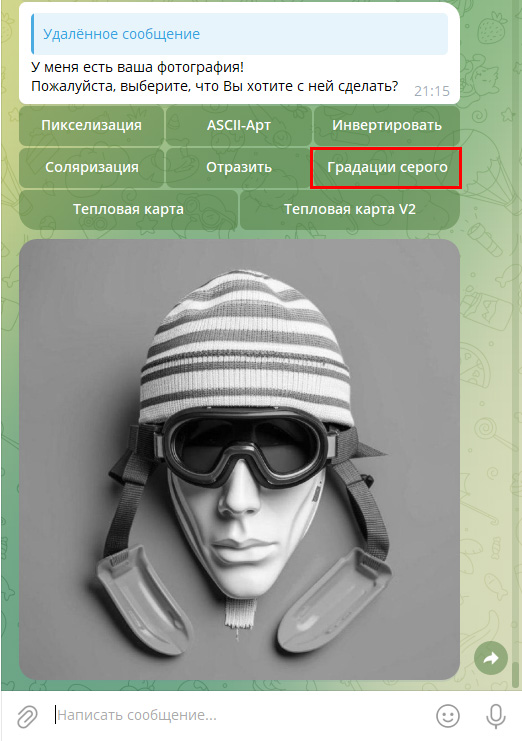 Удалённое сообщение
У меня есть ваша фотография!
Пожалуйста, выберите, что Вы хотите с ней сделать?
21:15
Пикселизация ASCII-Арт Инвертировать
Соляризация Отразить Градации серого
Тепловая карта Тепловая карта V2
Написать сообщение...